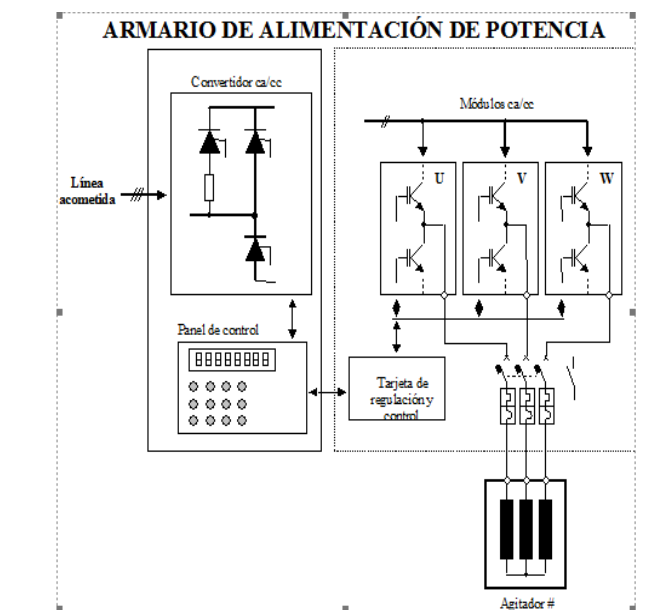 ARMARIO DE ALIMENTACIÓN DE POTENCIA
Convertidor ca/cc
Módulos ca/cc
U
V
W
Línea
acometida
Panel de control
88888888
Tarjeta de
regulación y
control
Agitador #